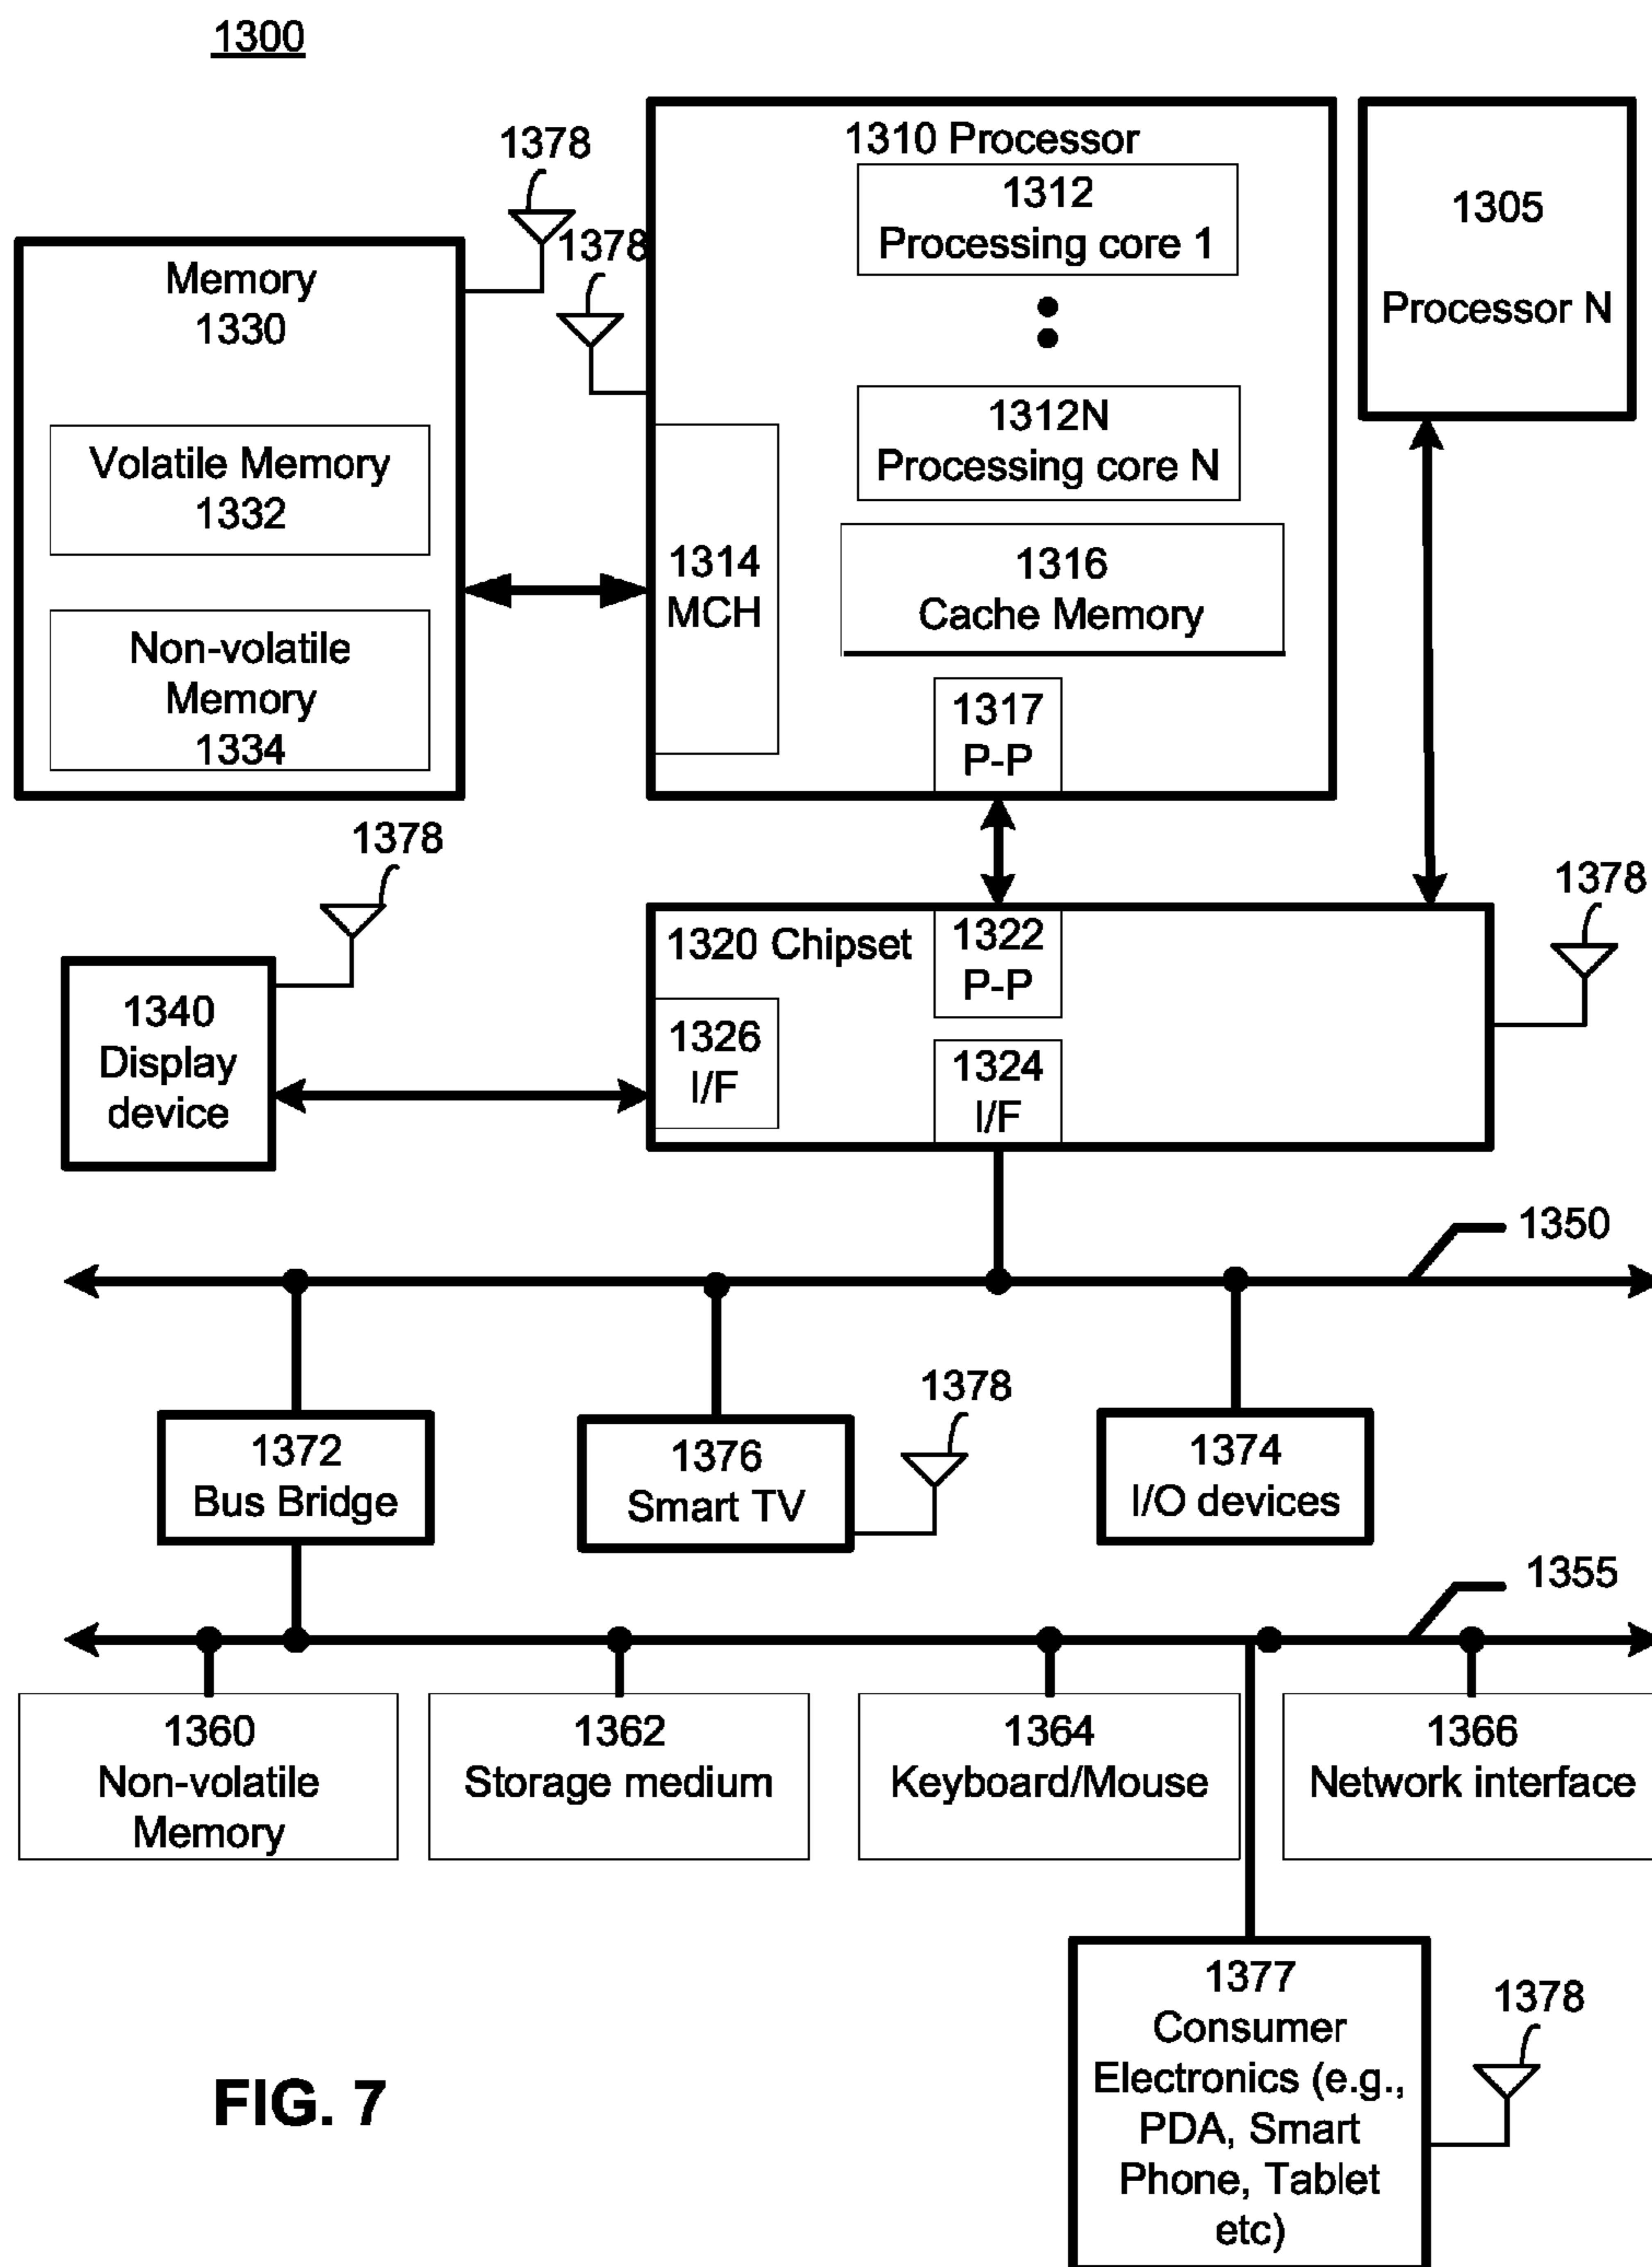 1300
1378
1378
Memory
1330
Volatile Memory
1332
Non-volatile
Memory
1334
1310 Processor
1312
Processing core 1
1312N
Processing core N
1314
MCH
1316
Cache Memory
1317
P-P
1305
Processor N
1378
1340
Display
device
1320 Chipset
1322
P-P
1326
I/F
1324
I/F
1378
1350
1372
Bus Bridge
1376
Smart TV
1378
1374
I/O devices
1355
1360
Non-volatile
Memory
1362
Storage medium
1364
Keyboard/Mouse
1366
Network interface
1377
Consumer
Electronics (e.g.,
PDA, Smart
Phone, Tablet
etc)
1378
FIG. 7